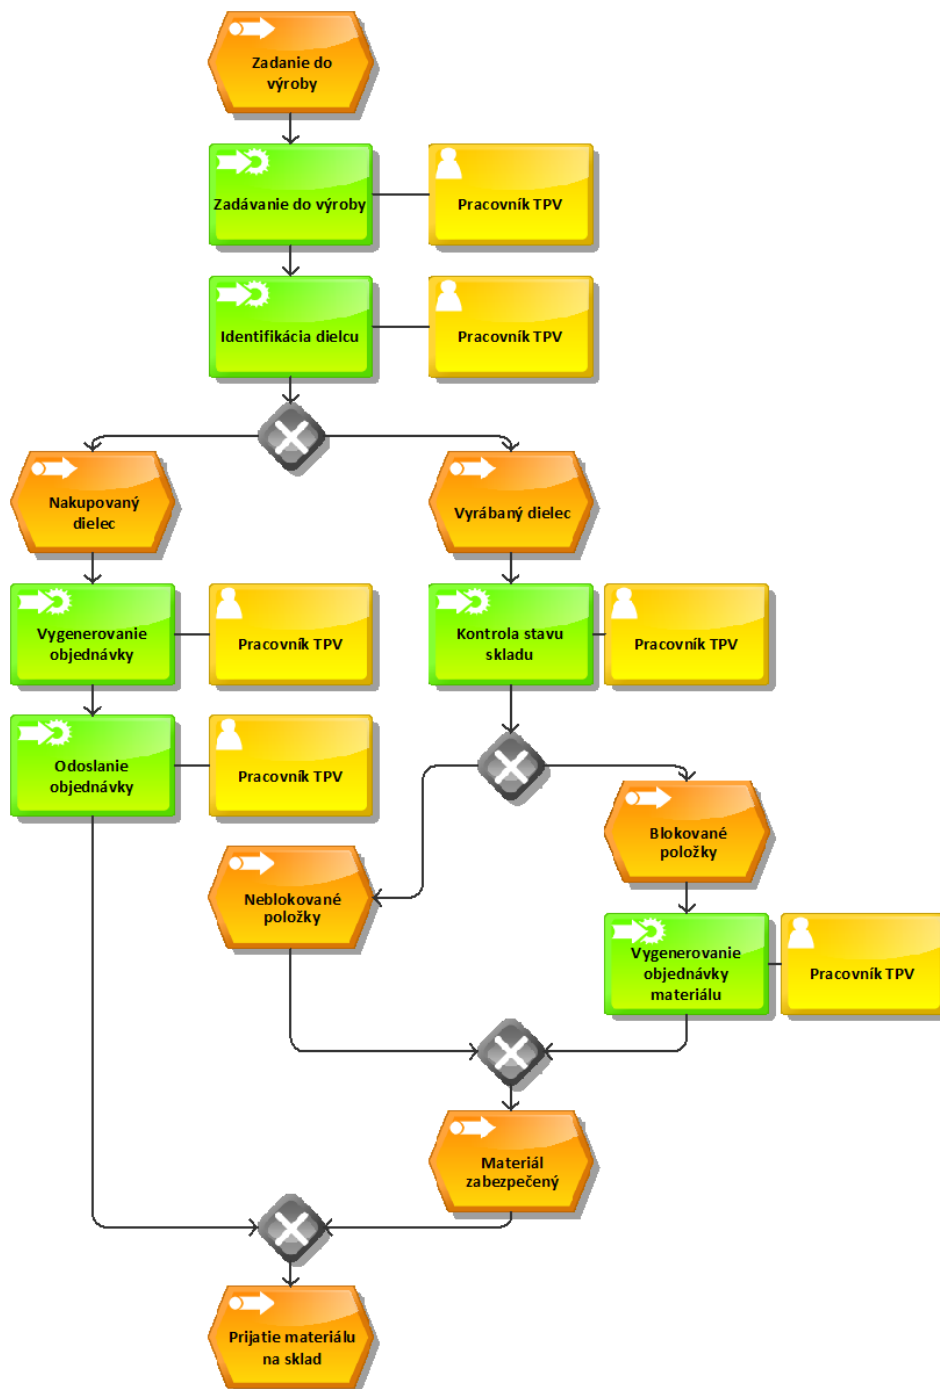 Zadanie do
výroby
Zadávanie do výroby
Pracovník TPV
Identifikácia dielcu
Pracovník TPV
Nakupovaný
dielec
Vyrábaný dielec
Vygenerovanie
objednávky
Pracovník TPV
Kontrola stavu
skladu
Pracovník TPV
Odoslanie
objednávky
Pracovník TPV
Blokované
položky
Neblokované
položky
Vygenerovanie
objednávky
materiálu
Pracovník TPV
Materiál
zabezpečený
Prijatie materiálu
na sklad